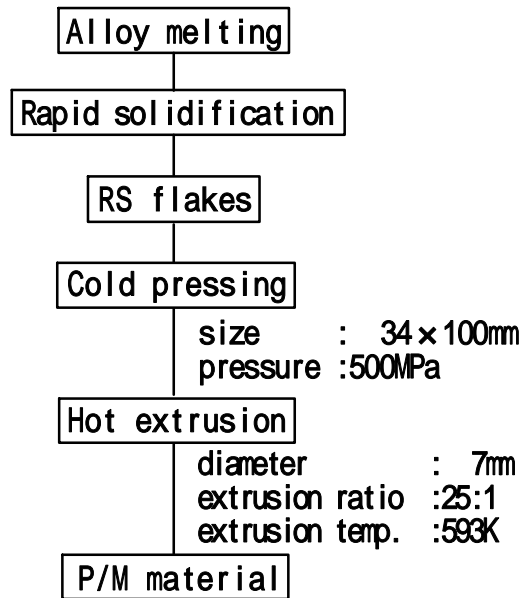 Alloy melting
Rapid solidification
RS flakes
Cold pressing
size : 34×100mm
pressure :500MPa
Hot extrusion
diameter : 7mm
extrusion ratio :25:1
extrusion temp. :593K
P/M material